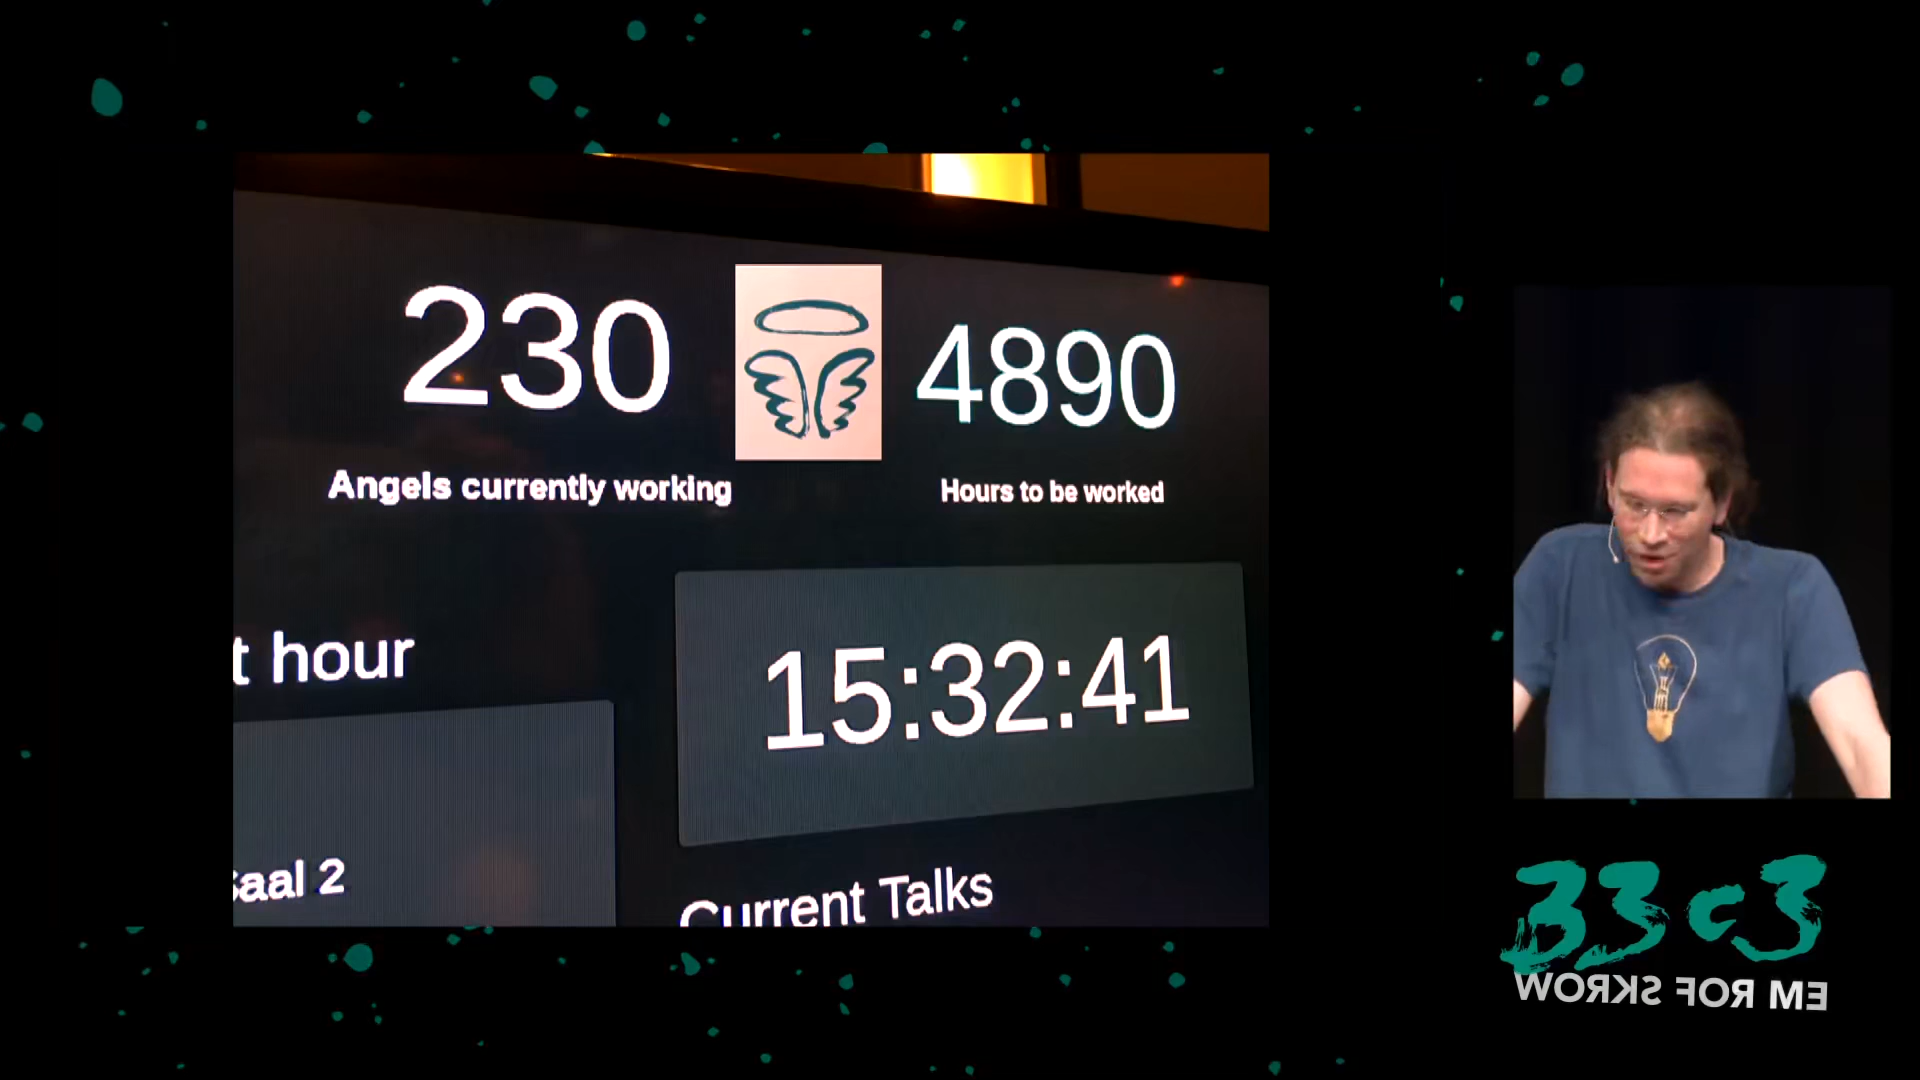 230
4890
Angels currently working
Hours to be worked
t hour
15:32:41
aal 2
Current Talks
33c3
WORKS FOR ME